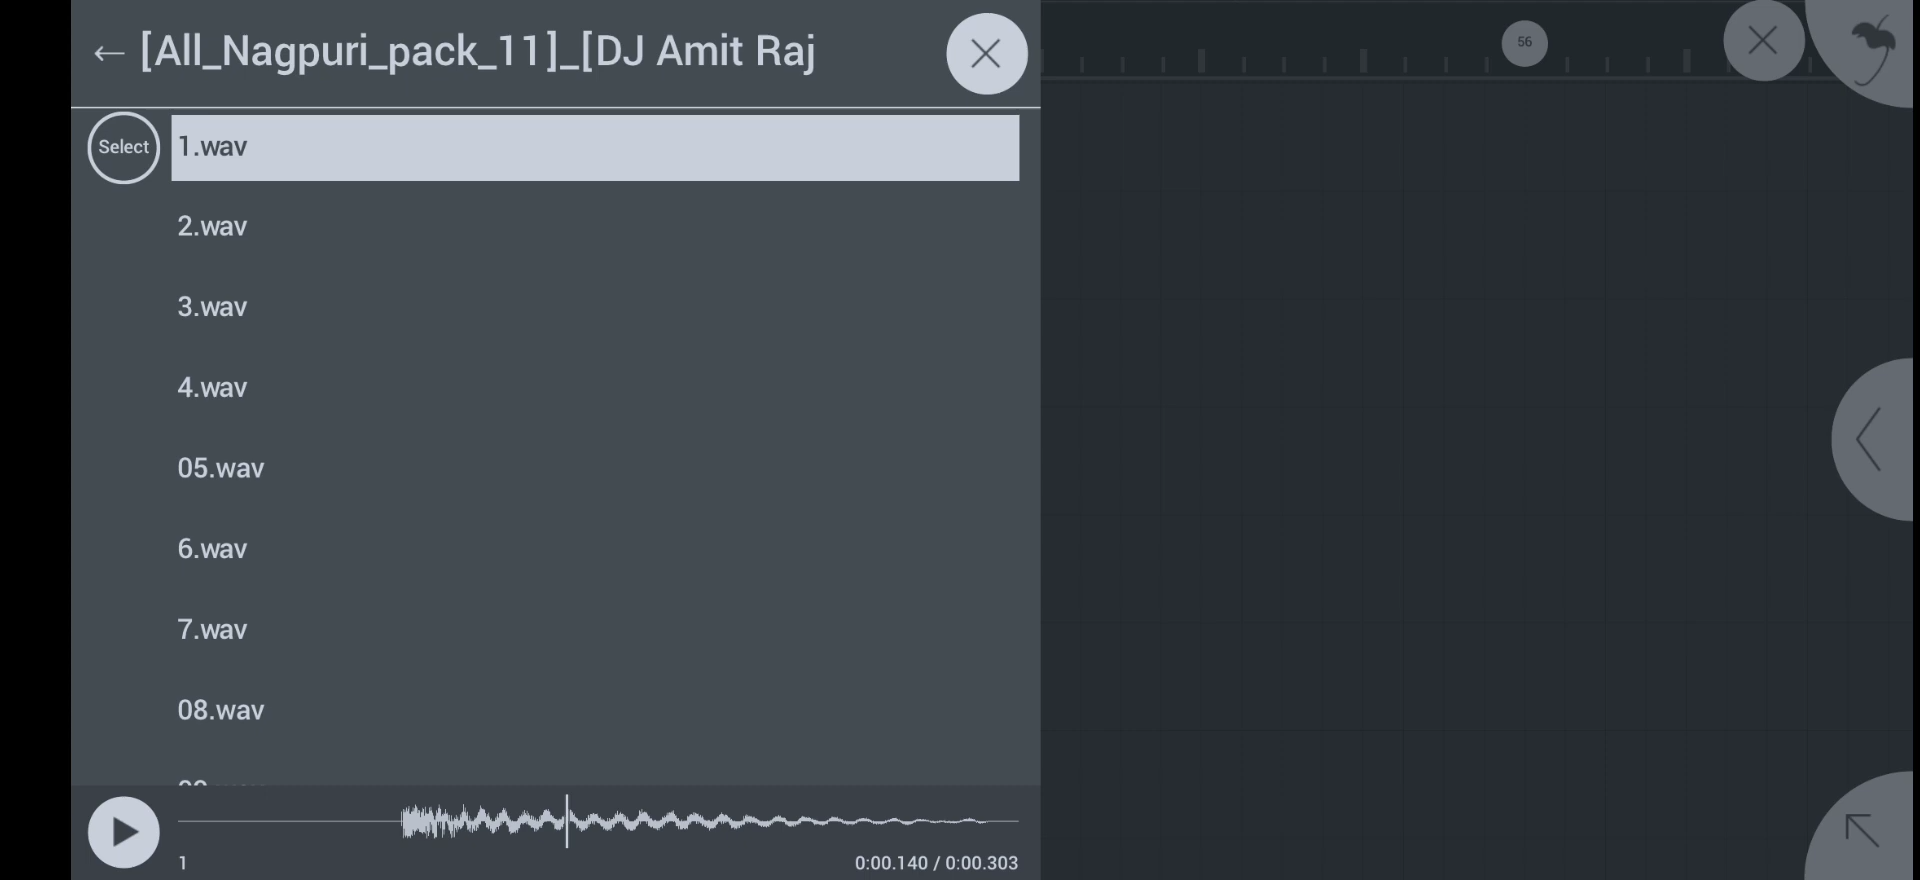 [All_Nagpuri_pack_11]_[DJ Amit Raj
56
Select
1.wav
2.wav
3.wav
4.wav
05.wav
6.wav
7.wav
08.wav
1
0:00.140 / 0:00.303